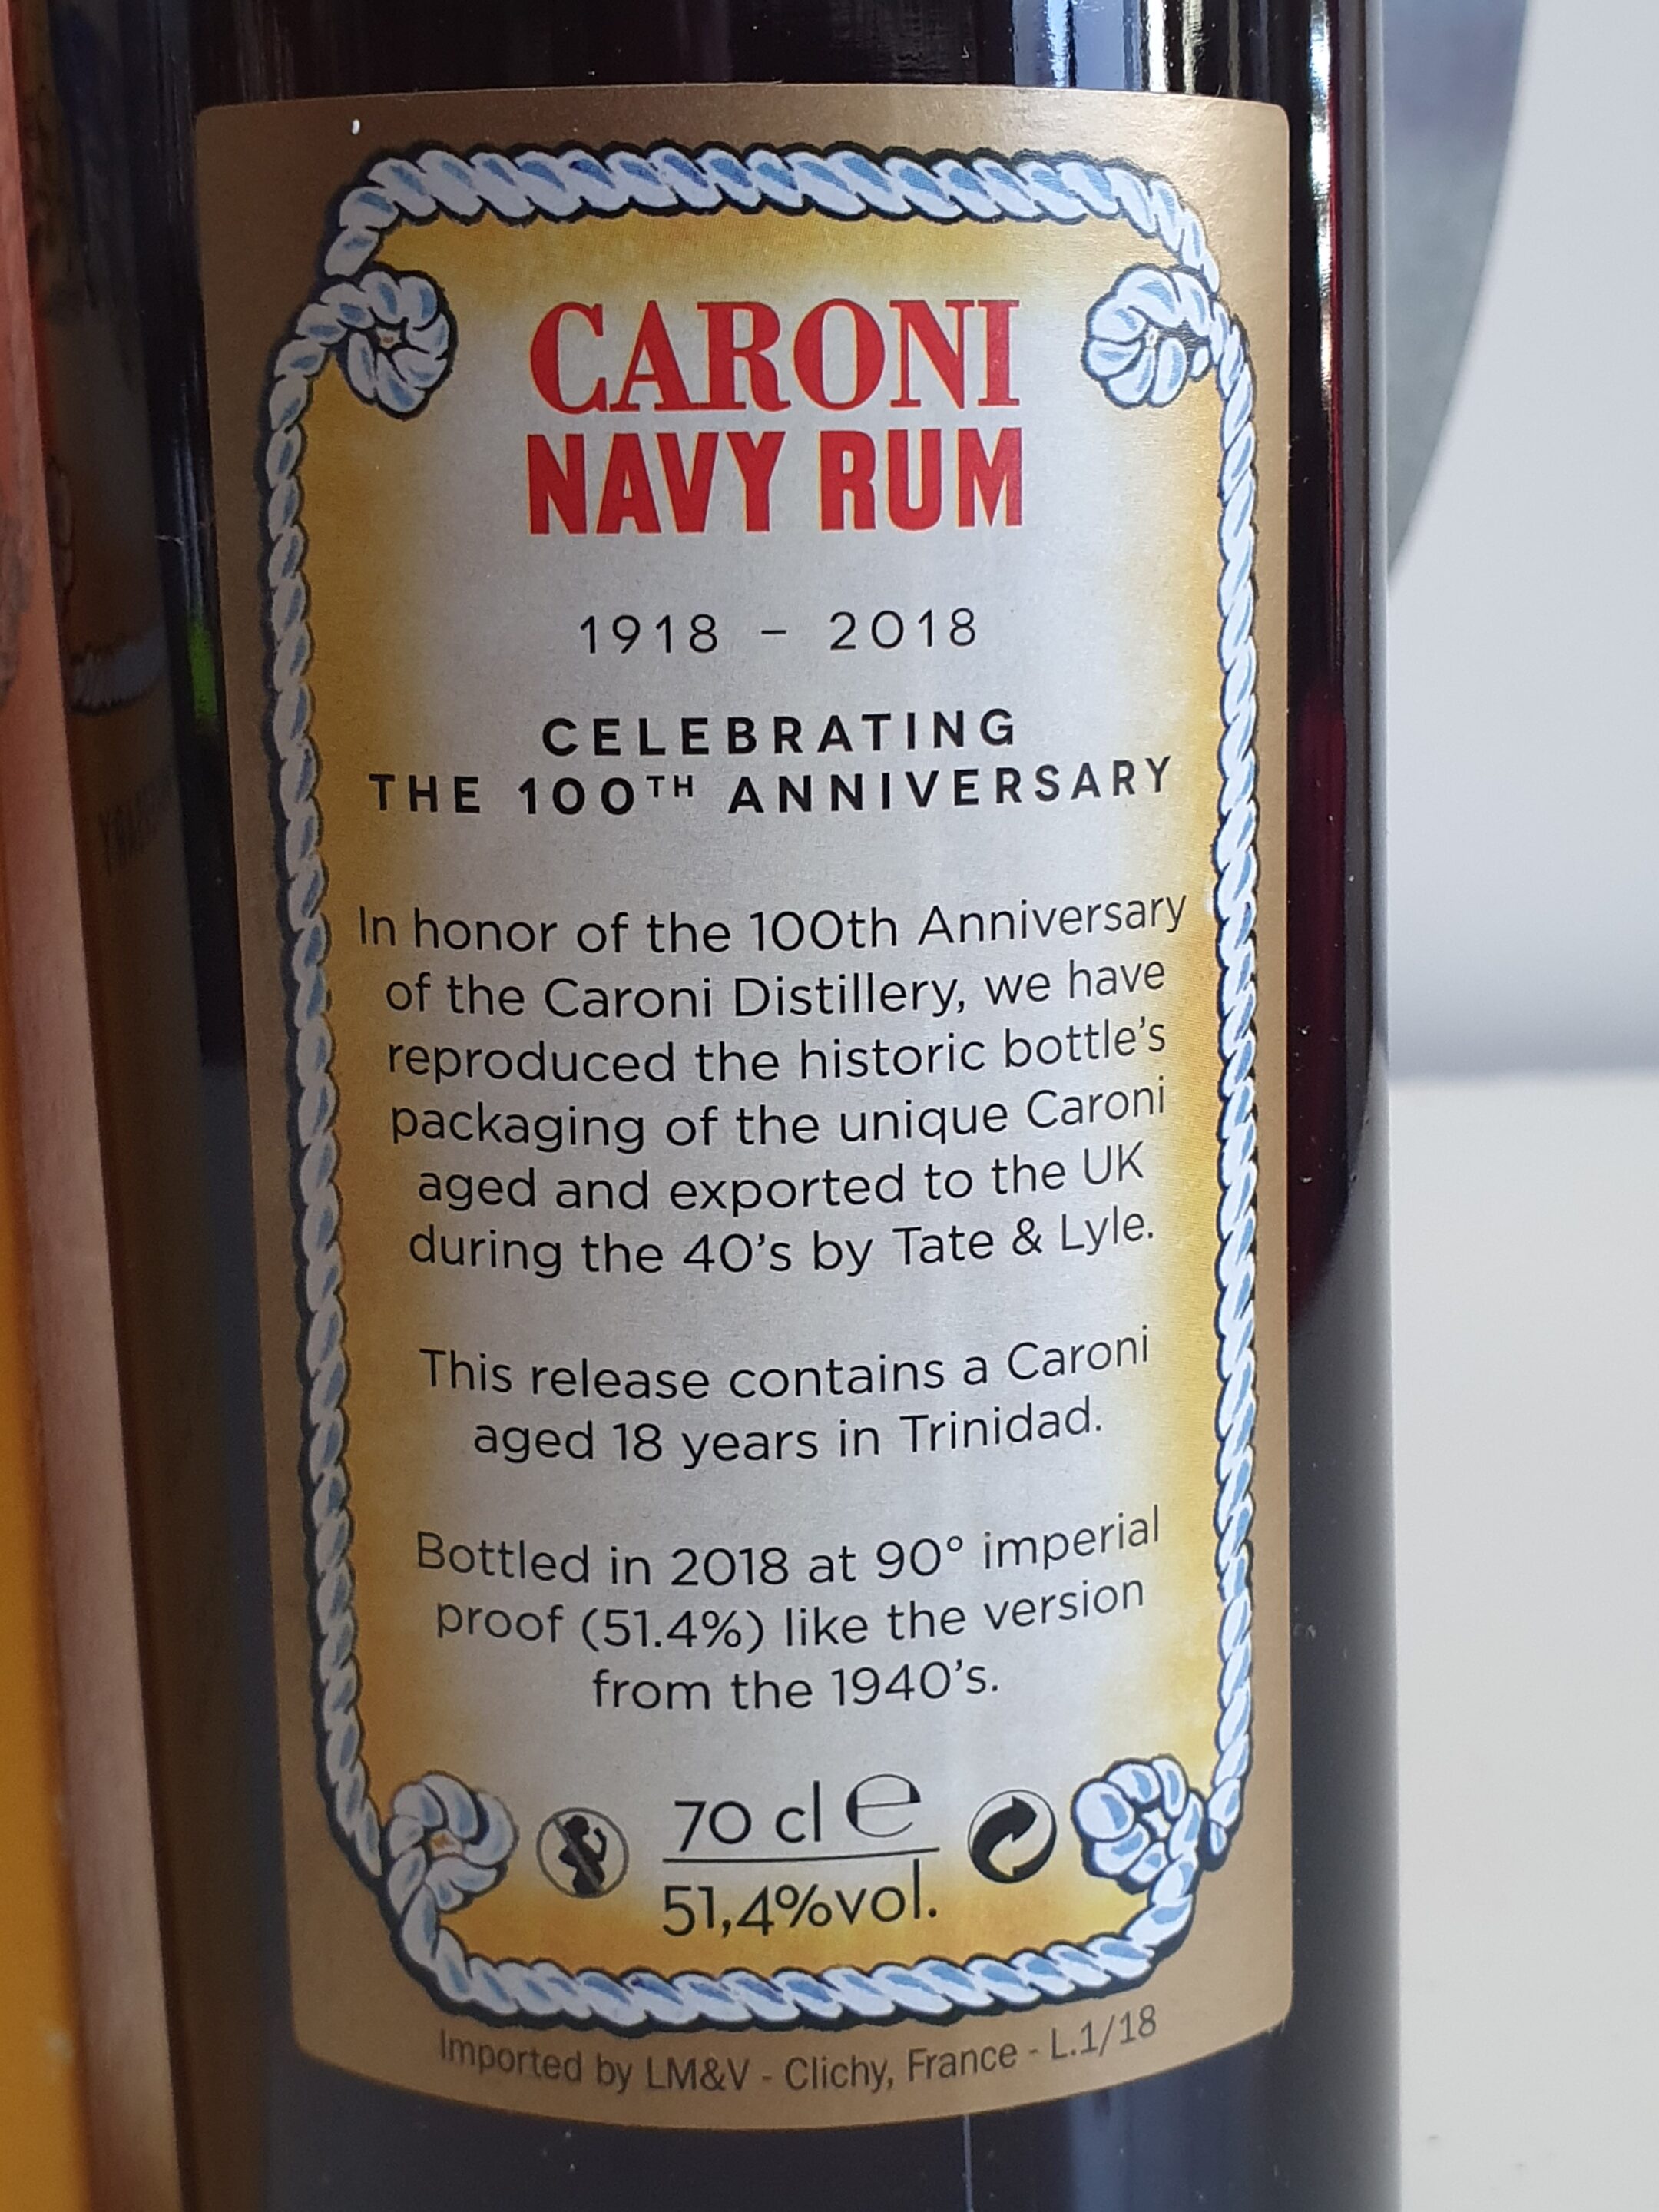 CARONI
NAVY RUM
1918 - 2018
CELEBRATING
THE 100TH ANNIVERSARY
In honor of the 100th Anniversary
of the Caroni Distillery, we have
reproduced the historic bottle's
packaging of the unique Caroni
aged and exported to the UK
during the 40's by Tate & Lyle.
This release contains a Caroni
aged 18 years in Trinidad.
Bottled in 2018 at 90° imperial
proof (51.4%) like the version
from the 1940's.
70 cl e
51,4%vol.
Imported by LM&V - Clichy, France - L.1/18